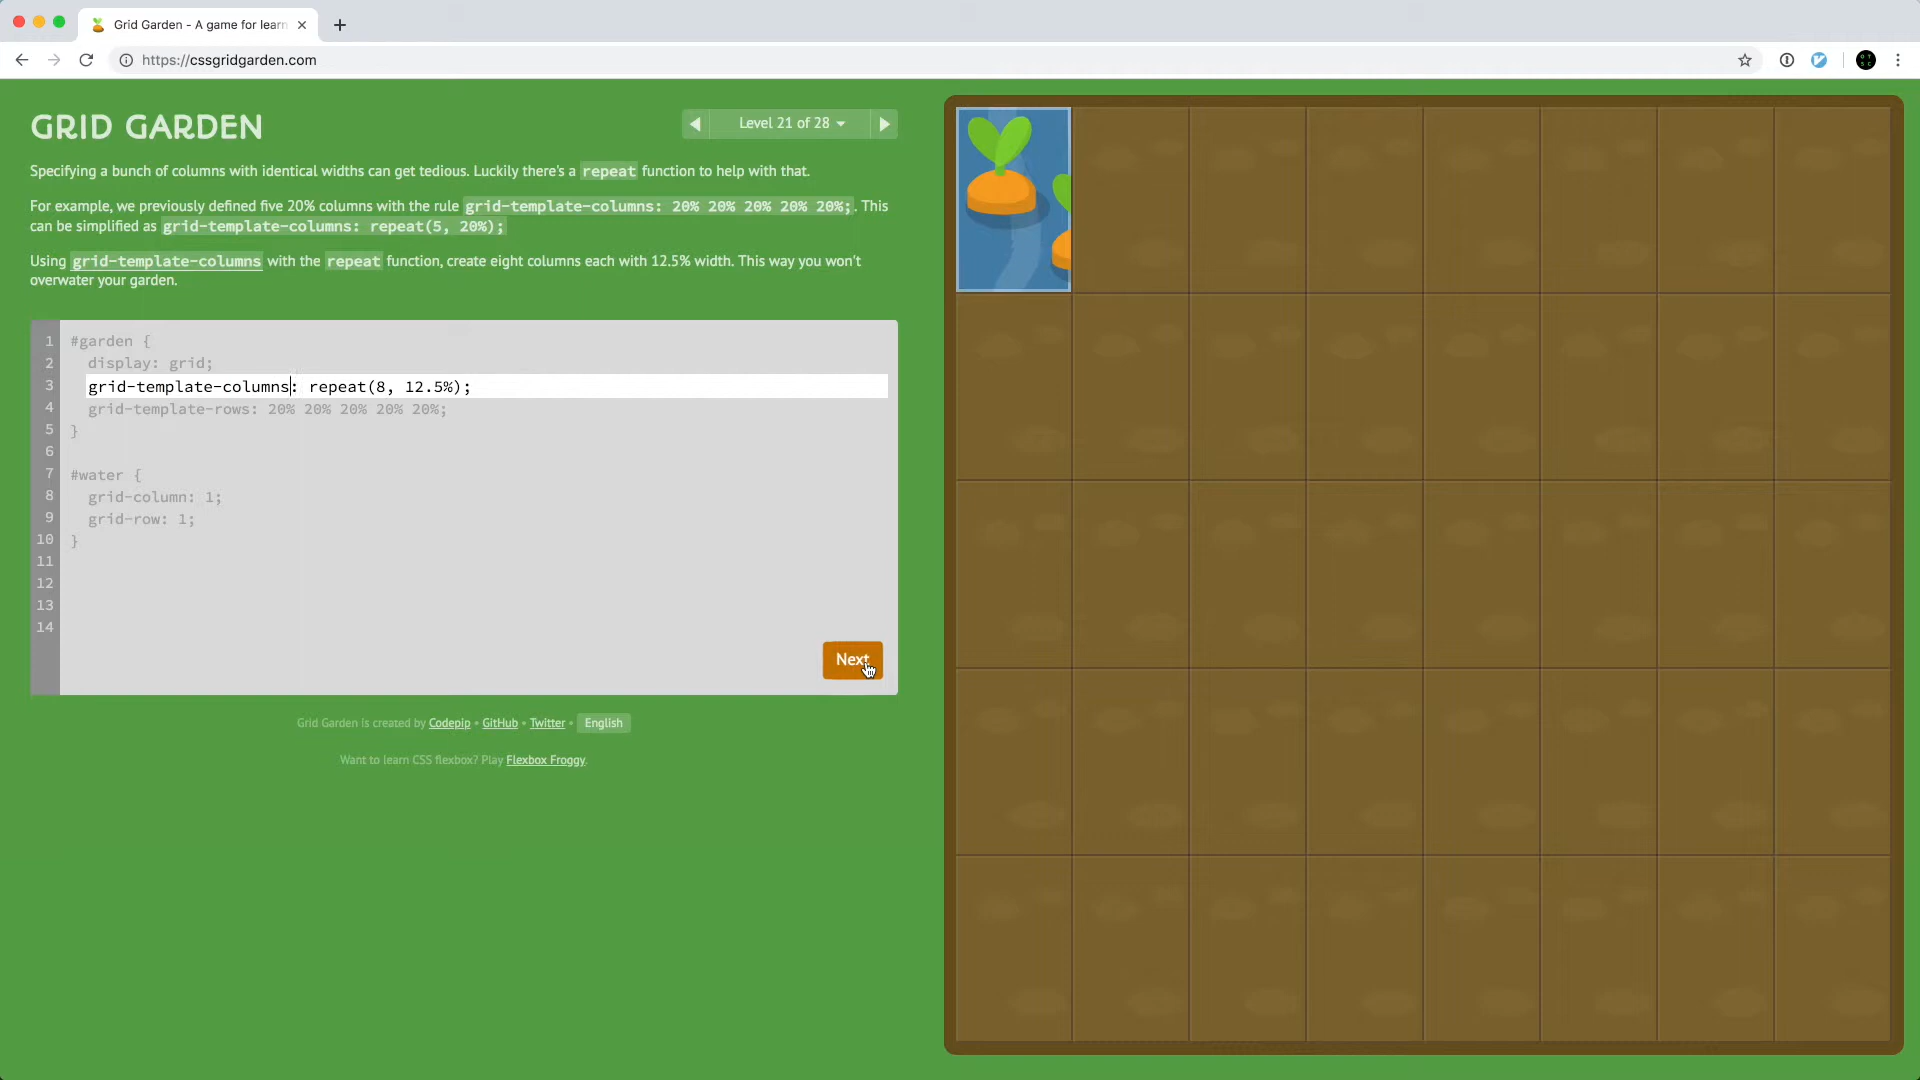 Grid Garden - A game for learn
https://cssgridgarden.com
GRID GARDEN
Level 21 of 28
Specifying a bunch of columns with identical widths can get tedious. Luckily there's a repeat function to help with that.
For example, we previously defined five 20% columns with the rule grid-template-columns: 20% 20% 20% 20% 20%;. This
can be simplified as grid-template-columns: repeat(5, 20%);
Using grid-template-columns with the repeat function, create eight columns each with 12.5% width. This way you won't
overwater your garden.
1 #garden {
2 display: grid;
3 grid-template-columns: repeat(8, 12.5%);
4 grid-template-rows: 20% 20% 20% 20% 20%;
5 }
6
7 #water {
8 grid-column: 1;
9 grid-row: 1;
10 }
11
12
13
14
Next
Grid Garden is created by Codepip • GitHub • Twitter • English
Want to learn CSS flexbox? Play Flexbox Froggy.